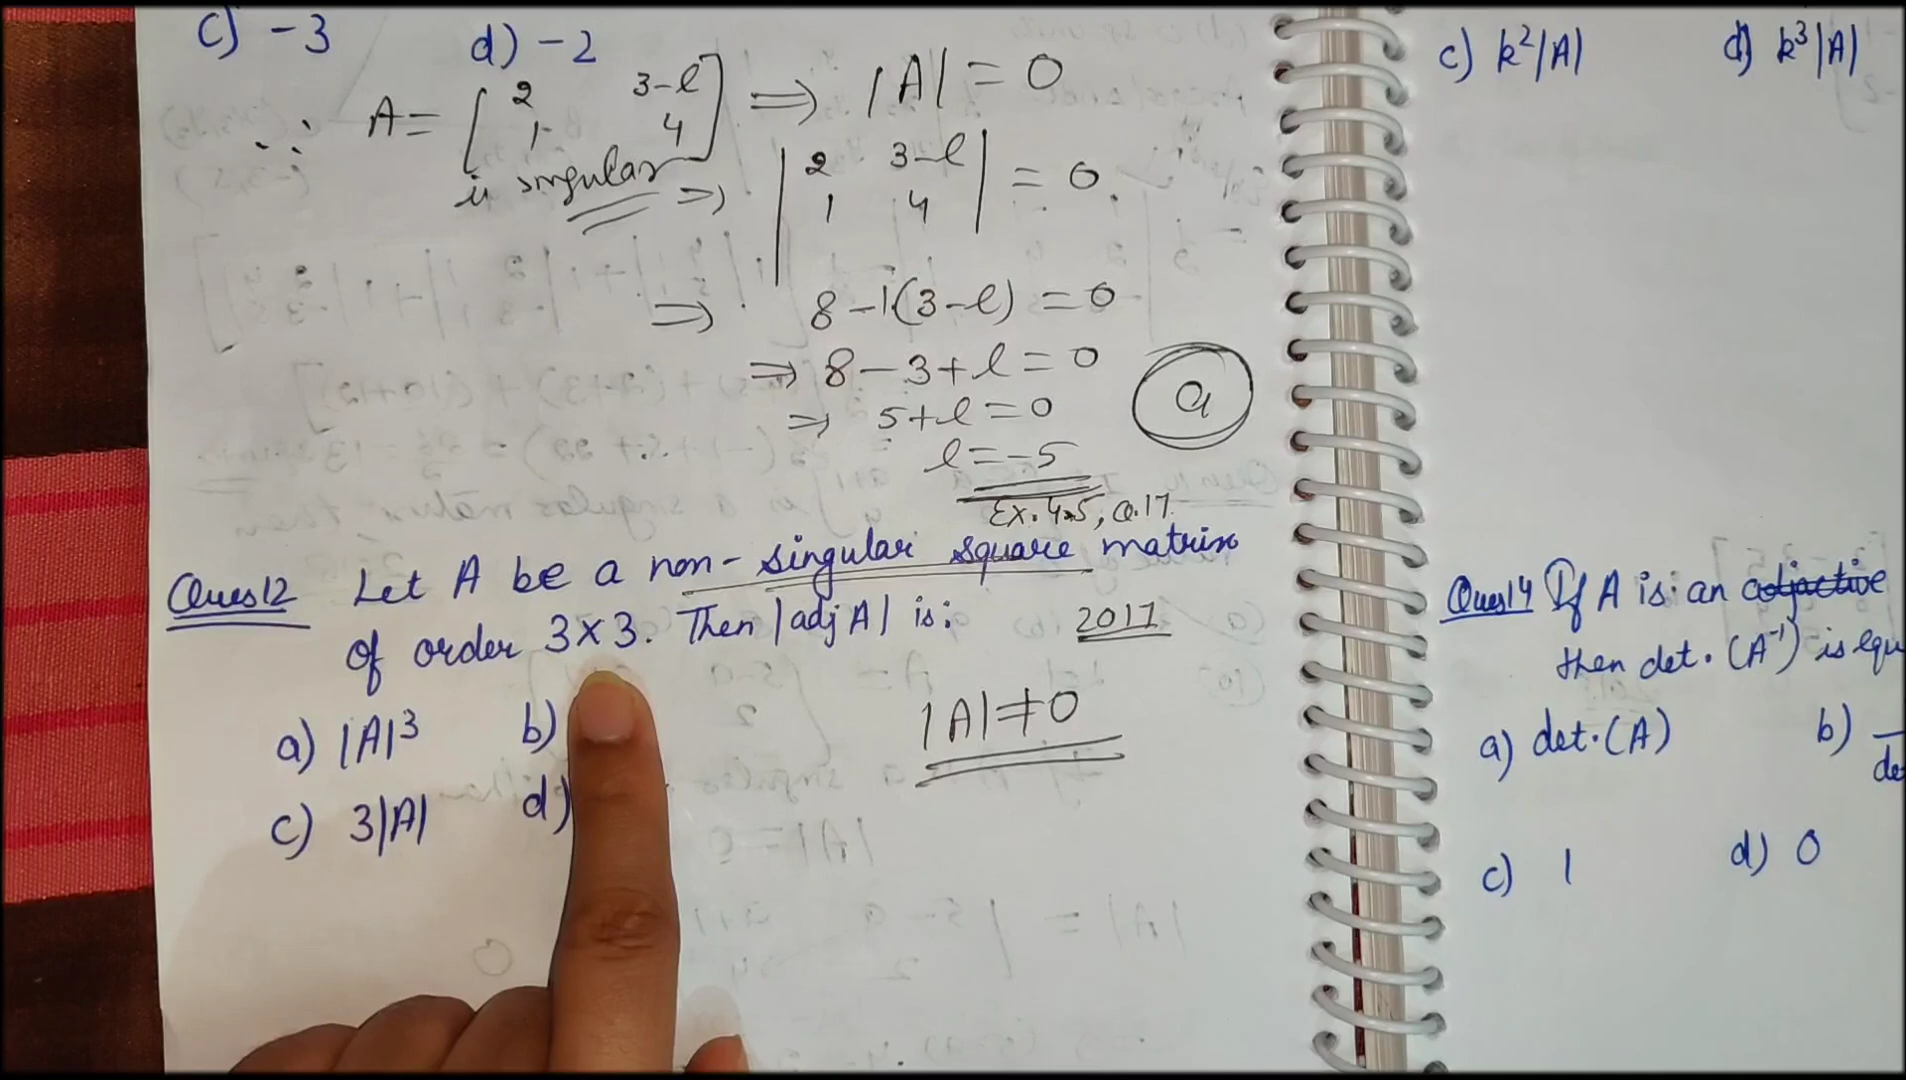 c) -3 d) -2
∵ A = [ 2 3-l
1 4 ] ⇒ |A| = 0
is singular ⇒ | 2 3-l
1 4 | = 0
⇒ 8 - 1(3-l) = 0
⇒ 8 - 3 + l = 0
⇒ 5 + l = 0
l = -5
a
Ex. 4.5, Q.17
Ques12 Let A be a non-singular square matrix
of order 3×3. Then |adj A| is: 2017
a) |A|³ b)
c) 3|A| d)
|A| ≠ 0
c) k²|A| d) k³|A|
Ques14 If A is an
then det. (A⁻¹) is equ
a) det. (A) b)
de
c) 1 d) 0